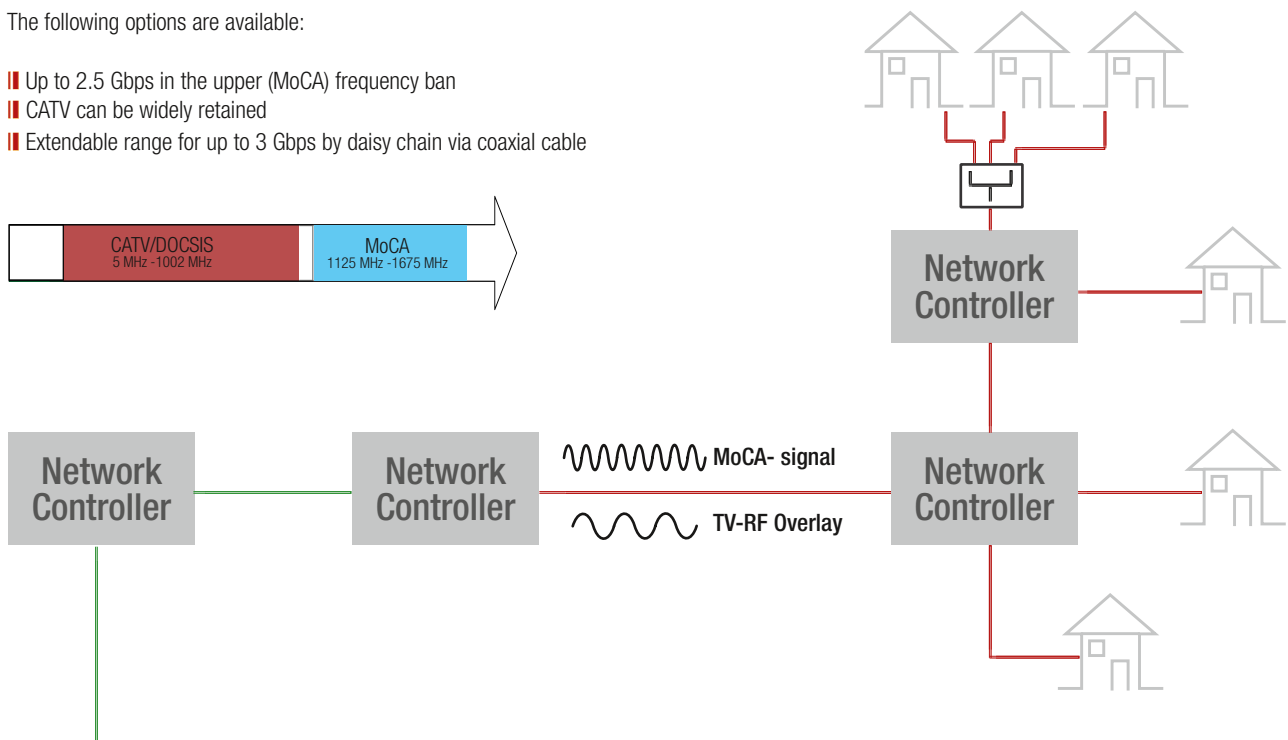 The following options are available:
Up to 2.5 Gbps in the upper (MoCA) frequency ban
CATV can be widely retained
Extendable range for up to 3 Gbps by daisy chain via coaxial cable
CATV/DOCSIS
5 MHz -1002 MHz
MoCA
1125 MHz -1675 MHz
Network
Controller
Network
Controller
Network
Controller
MoCA- signal
TV-RF Overlay
Network
Controller